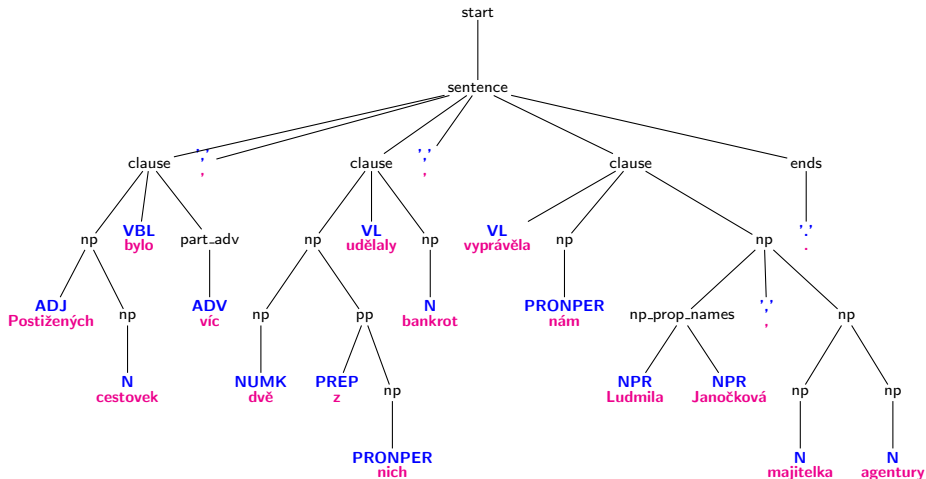 start
sentence
clause ',' clause ',' clause ends
, ,
np VBL part_adv np VL np VL np np '.'
bylo udělaly vyprávěla .
ADJ np ADV np pp N PRONPER np_prop_names ',' np
Postižených víc bankrot nám ,
N NUMK PREP np NPR NPR np np
cestovek dvě z Ludmila Janočková
PRONPER N N
nich majitelka agentury